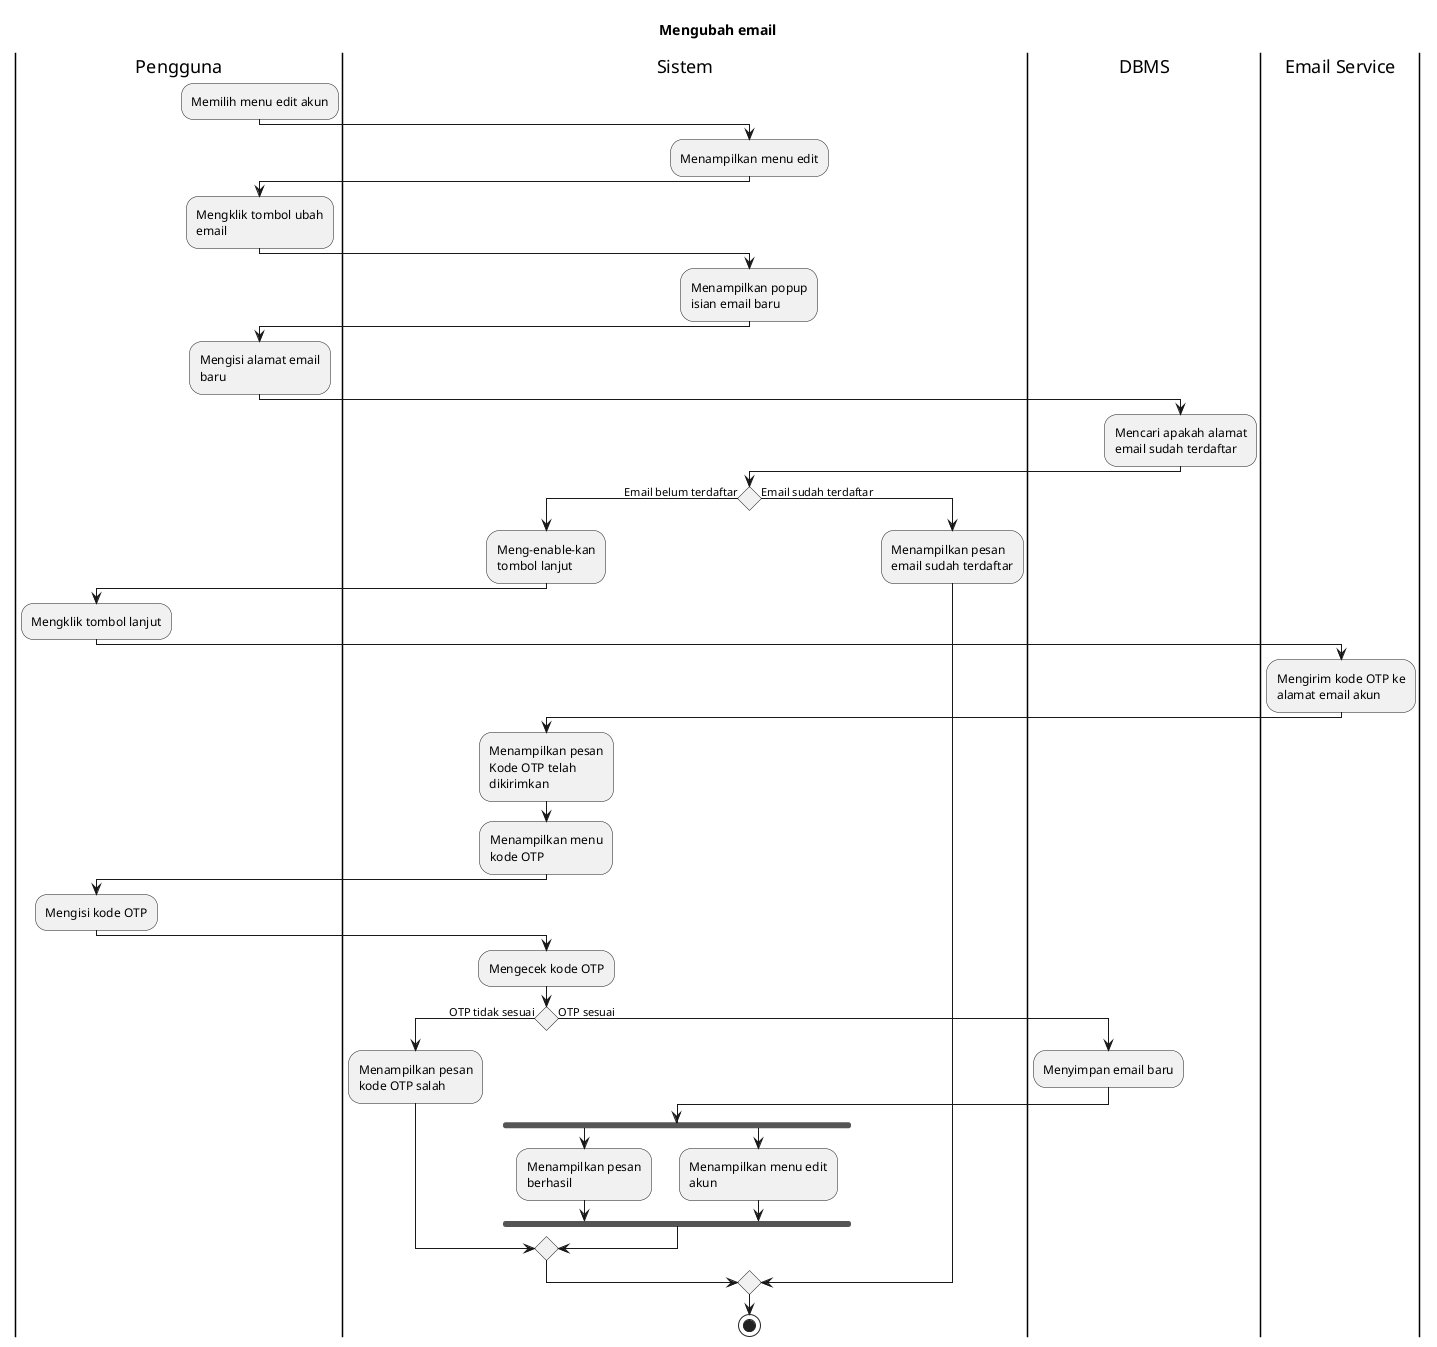 Mengubah email
Pengguna
Sistem
DBMS
Email Service
Memilih menu edit akun
Menampilkan menu edit
Mengklik tombol ubah
email
Menampilkan popup
isian email baru
Mengisi alamat email
baru
Mencari apakah alamat
email sudah terdaftar
Email belum terdaftar
Email sudah terdaftar
Meng-enable-kan
tombol lanjut
Menampilkan pesan
email sudah terdaftar
Mengklik tombol lanjut
Mengirim kode OTP ke
alamat email akun
Menampilkan pesan
Kode OTP telah
dikirimkan
Menampilkan menu
kode OTP
Mengisi kode OTP
Mengecek kode OTP
OTP tidak sesuai
OTP sesuai
Menampilkan pesan
kode OTP salah
Menyimpan email baru
Menampilkan pesan
berhasil
Menampilkan menu edit
akun